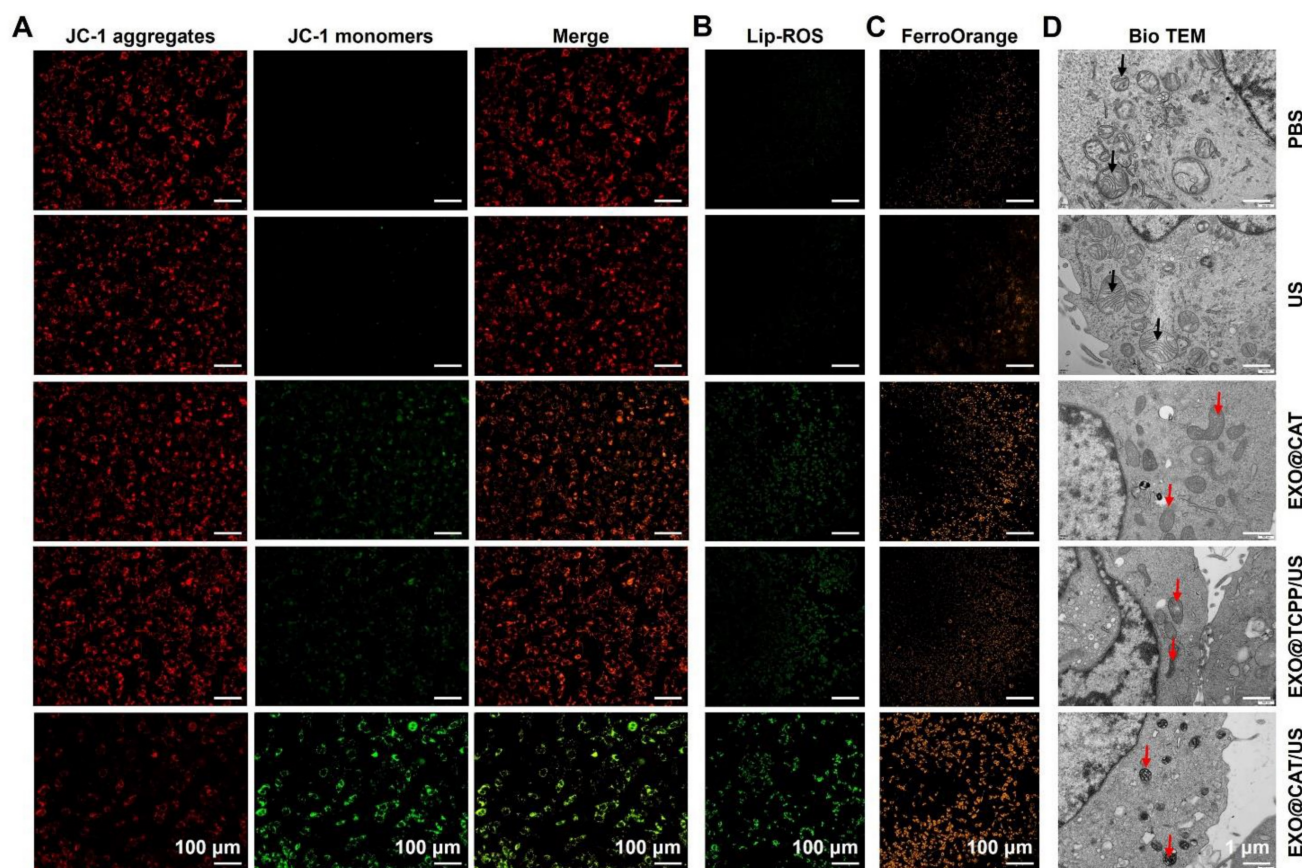 A
JC-1 aggregates
JC-1 monomers
Merge
B
Lip-ROS
C
FerroOrange
D
Bio TEM
PBS
US
EXO@CAT
EXO@TCPP/US
EXO@CAT/US
100 µm
100 µm
100 µm
100 µm
100 µm
1 µm